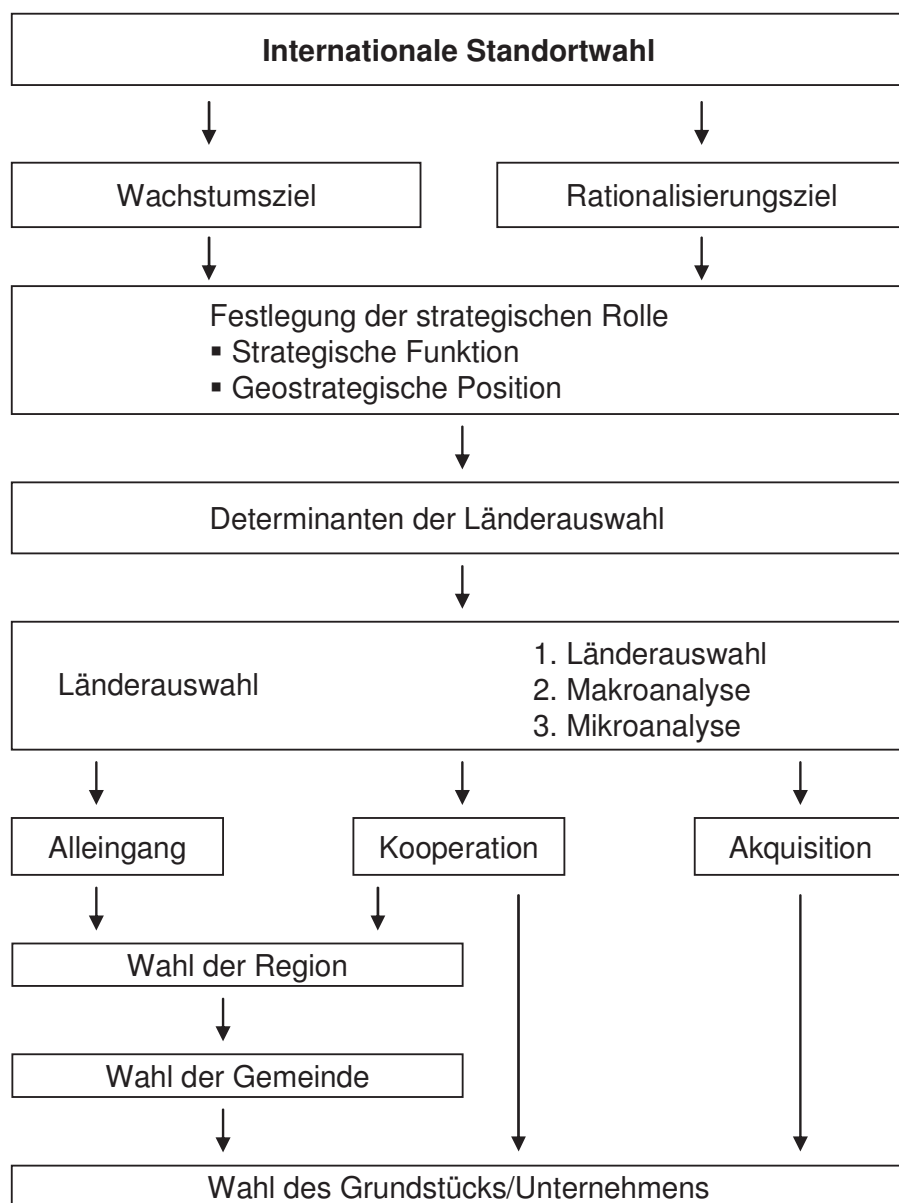 Internationale Standortwahl
Wachstumsziel
Rationalisierungsziel
Festlegung der strategischen Rolle
▪ Strategische Funktion
▪ Geostrategische Position
Determinanten der Länderauswahl
Länderauswahl
1. Länderauswahl
2. Makroanalyse
3. Mikroanalyse
Alleingang
Kooperation
Akquisition
Wahl der Region
Wahl der Gemeinde
Wahl des Grundstücks/Unternehmens